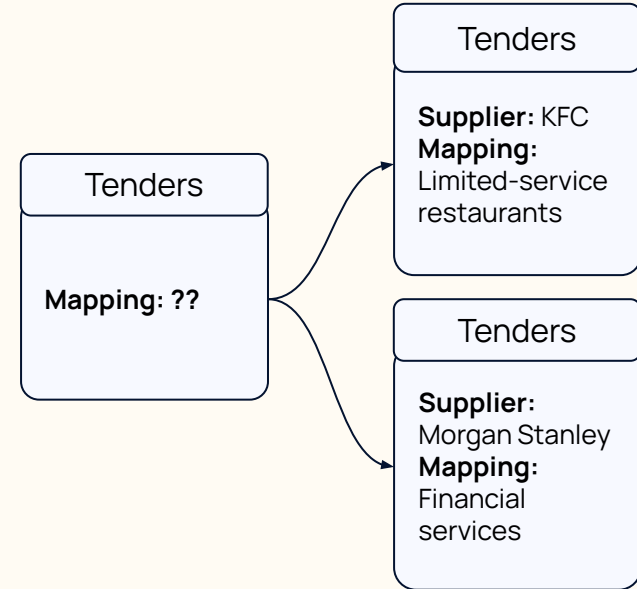 Tenders
Mapping: ??
Tenders
Supplier: KFC
Mapping:
Limited-service
restaurants
Tenders
Supplier:
Morgan Stanley
Mapping:
Financial
services